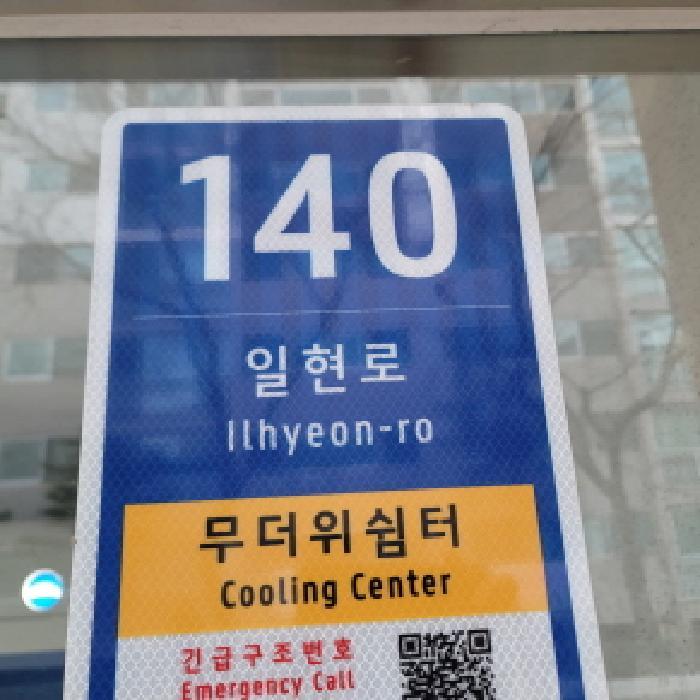 140
일현로
Ilhyeon-ro
무더위쉼터
Cooling Center
긴급구조번호
Emergency Call